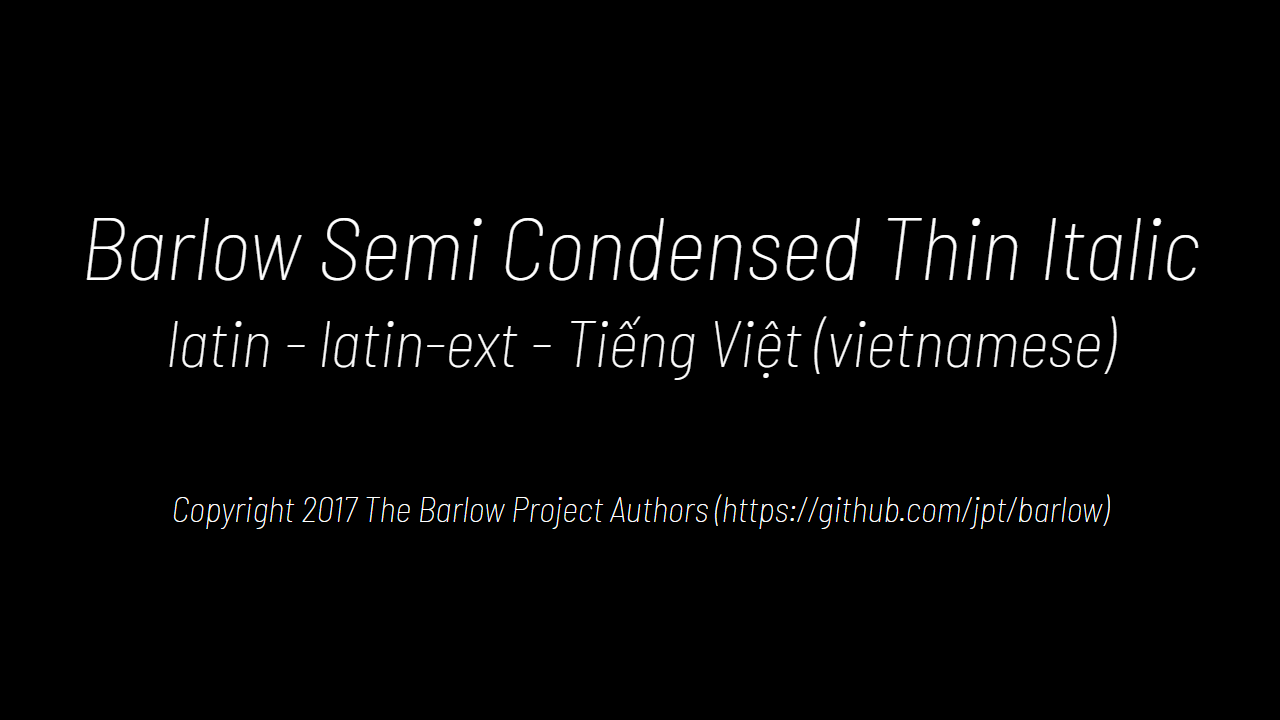 Barlow Semi Condensed Thin Italic
latin - latin-ext - Tiếng Việt (vietnamese)
Copyright 2017 The Barlow Project Authors (https://github.com/jpt/barlow)